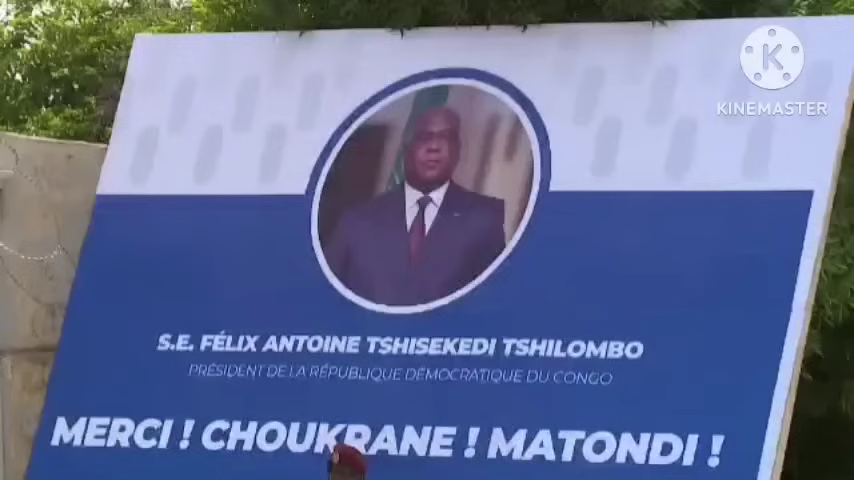 K
KINEMASTER
S.E. FÉLIX ANTOINE TSHISEKEDI TSHILOMBO
PRÉSIDENT DE LA RÉPUBLIQUE DÉMOCRATIQUE DU CONGO
MERCI ! CHOUKRANE ! MATONDI !